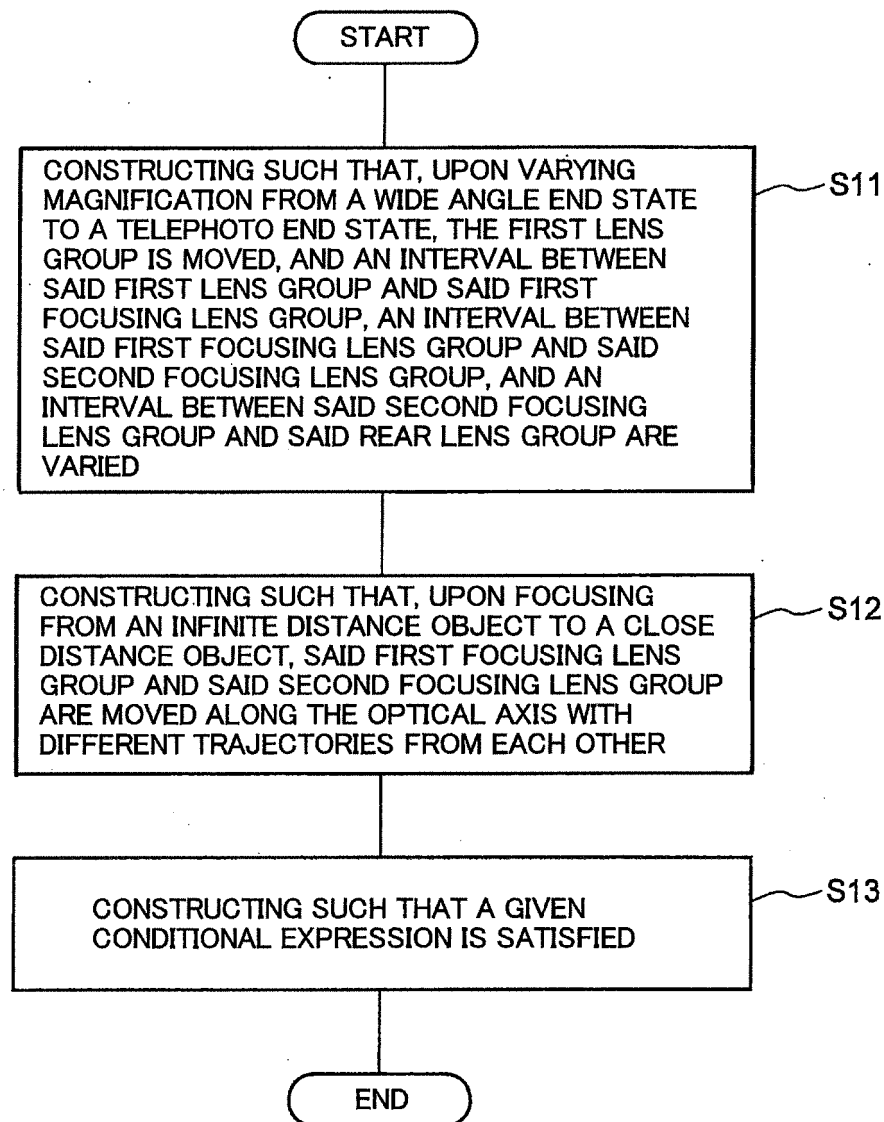 START
CONSTRUCTING SUCH THAT, UPON VARYING
MAGNIFICATION FROM A WIDE ANGLE END STATE
TO A TELEPHOTO END STATE, THE FIRST LENS
GROUP IS MOVED, AND AN INTERVAL BETWEEN
SAID FIRST LENS GROUP AND SAID FIRST
FOCUSING LENS GROUP, AN INTERVAL BETWEEN
SAID FIRST FOCUSING LENS GROUP AND SAID
SECOND FOCUSING LENS GROUP, AND AN
INTERVAL BETWEEN SAID SECOND FOCUSING
LENS GROUP AND SAID REAR LENS GROUP ARE
VARIED
S11
CONSTRUCTING SUCH THAT, UPON FOCUSING
FROM AN INFINITE DISTANCE OBJECT TO A CLOSE
DISTANCE OBJECT, SAID FIRST FOCUSING LENS
GROUP AND SAID SECOND FOCUSING LENS GROUP
ARE MOVED ALONG THE OPTICAL AXIS WITH
DIFFERENT TRAJECTORIES FROM EACH OTHER
S12
CONSTRUCTING SUCH THAT A GIVEN
CONDITIONAL EXPRESSION IS SATISFIED
S13
END